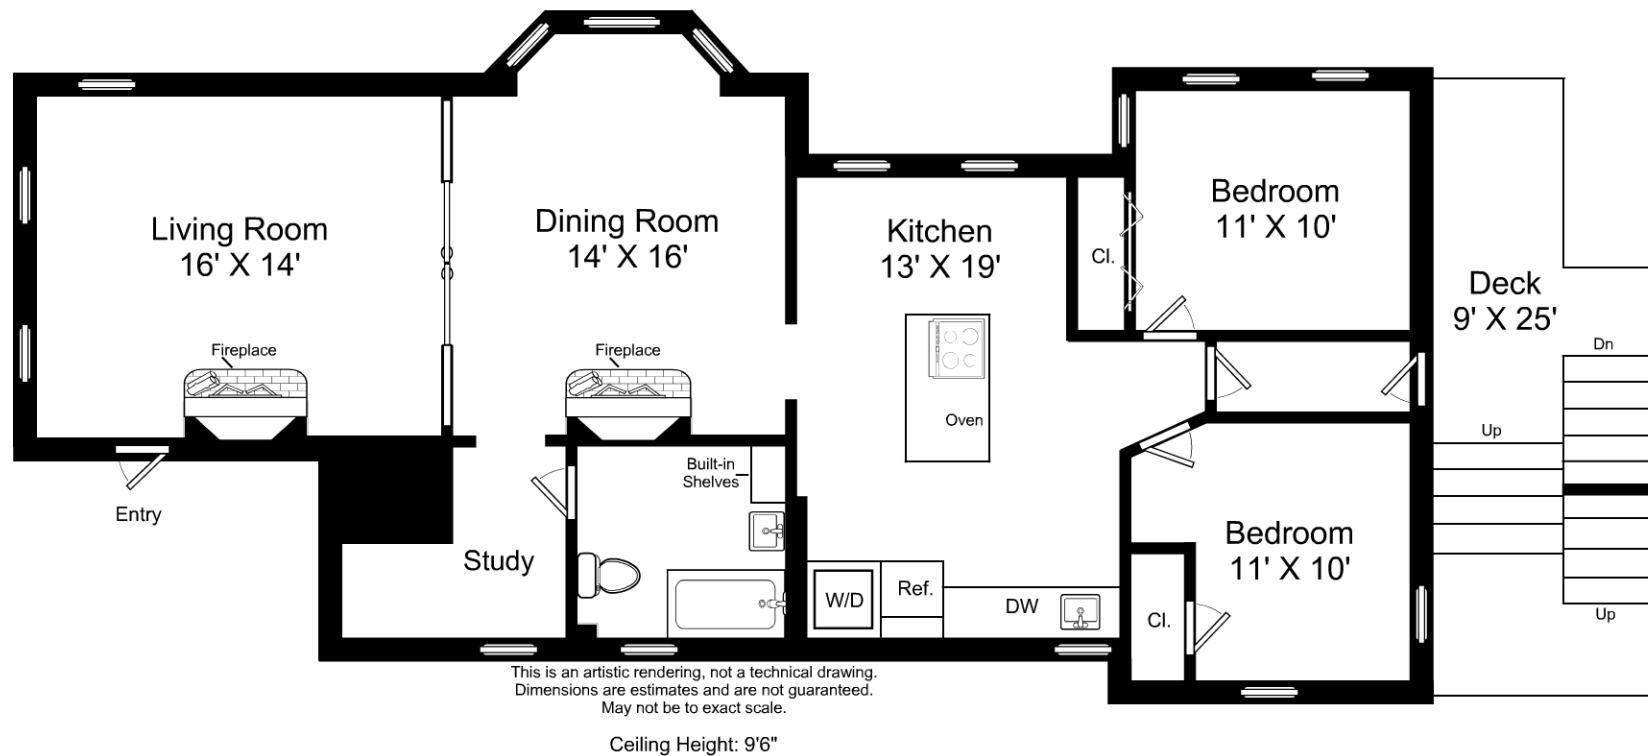 Living Room
16' X 14'
Fireplace
Entry
Dining Room
14' X 16'
Fireplace
Study
Built-in
Shelves
Kitchen
13' X 19'
Oven
W/D
Ref.
DW
Cl.
Bedroom
11' X 10'
Bedroom
11' X 10'
Cl.
Deck
9' X 25'
Dn
Up
Up
This is an artistic rendering, not a technical drawing.
Dimensions are estimates and are not guaranteed.
May not be to exact scale.
Ceiling Height: 9'6"